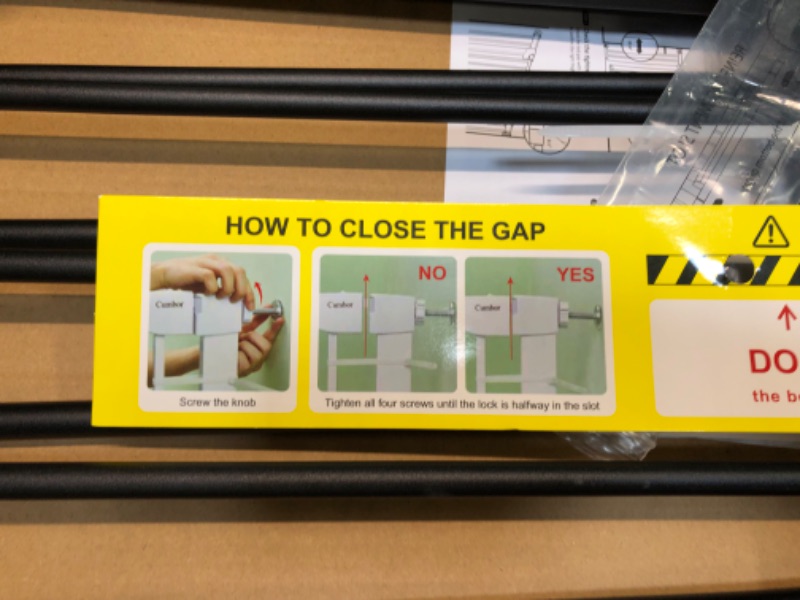 HOW TO CLOSE THE GAP
Cumbor
NO
Cumbor
YES
Cumbor
Screw the knob
Tighten all four screws until the lock is halfway in the slot
DO
the bo